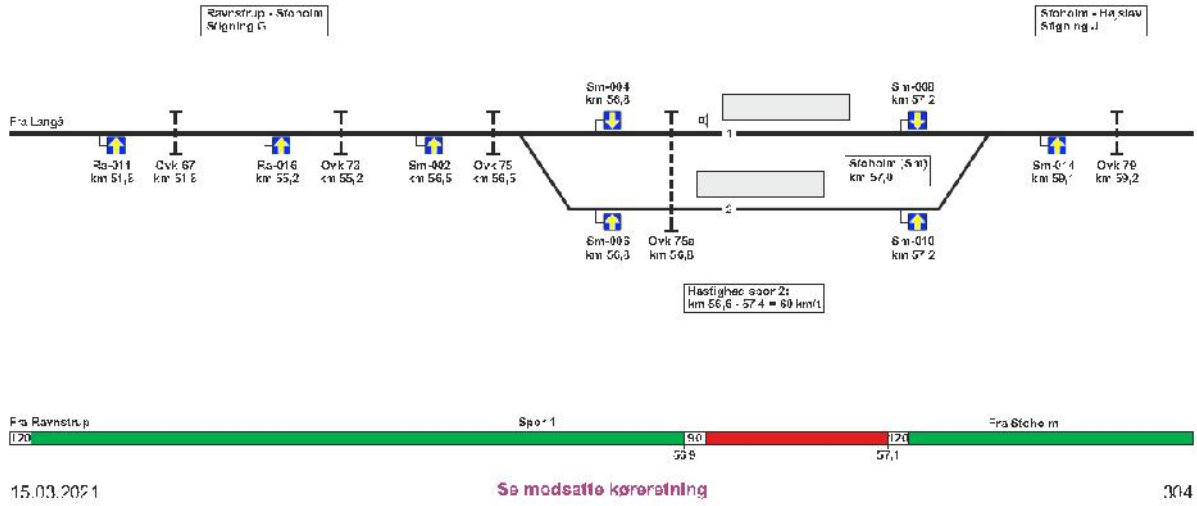 Ravnstrup - Stoholm
Stigning G
Stoholm - Højslev
Stigning J
Sm-004
km 56,8
Sm-008
km 57,2
Fra Langå
1
Ra-011
km 51,8
Ovk 67
km 51,8
Ra-016
km 55,2
Ovk 73
km 55,2
Sm-002
km 56,5
Ovk 75
km 56,5
Stoholm (Sm)
km 57,0
Sm-014
km 59,1
Ovk 79
km 59,2
2
Sm-006
km 56,8
Ovk 75a
km 56,8
Sm-010
km 57,2
Hastighed spor 2:
km 56,6 - 57,4 = 60 km/t
Fra Ravnstrup
Spor 1
Fra Stoholm
120
90
120
56,9
57,1
15.03.2021
Se modsatte køreretning
304